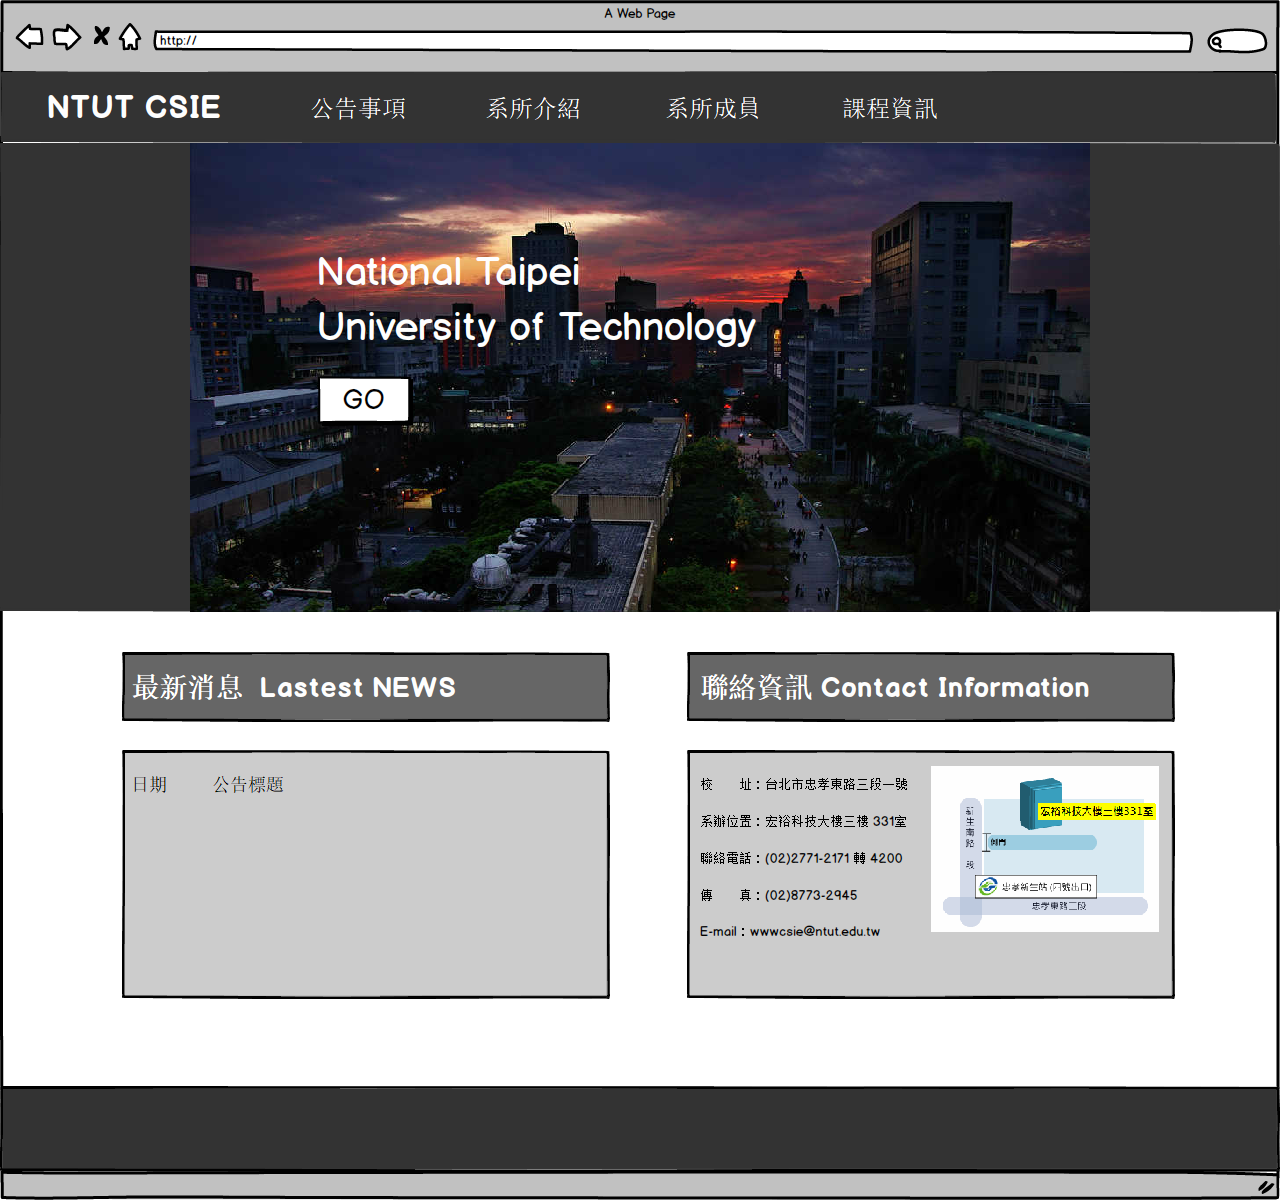 A Web Page
http://
NTUT CSIE
公告事項
系所介紹
系所成員
課程資訊
National Taipei
University of Technology
GO
最新消息 Lastest NEWS
聯絡資訊 Contact Information
日期
公告標題
校 址：台北市忠孝東路三段一號
系辦位置：宏裕科技大樓三樓 331室
聯絡電話：(02)2771-2171 轉 4200
傳 真：(02)8773-2945
E-mail：wwwcsie@ntut.edu.tw
宏裕科技大樓三樓331室
新生南路 段
側門
忠孝新生站 (四號出口)
忠孝東路三段